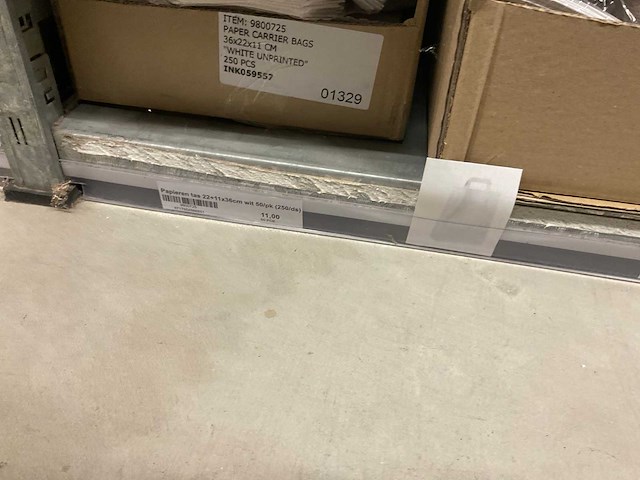 ITEM: 9800725
PAPER CARRIER BAGS
36x22x11 CM
"WHITE UNPRINTED"
250 PCS
INK059557
01329
Papieren tas 22+11x36cm wit 50/pk (250/ds)
11,00